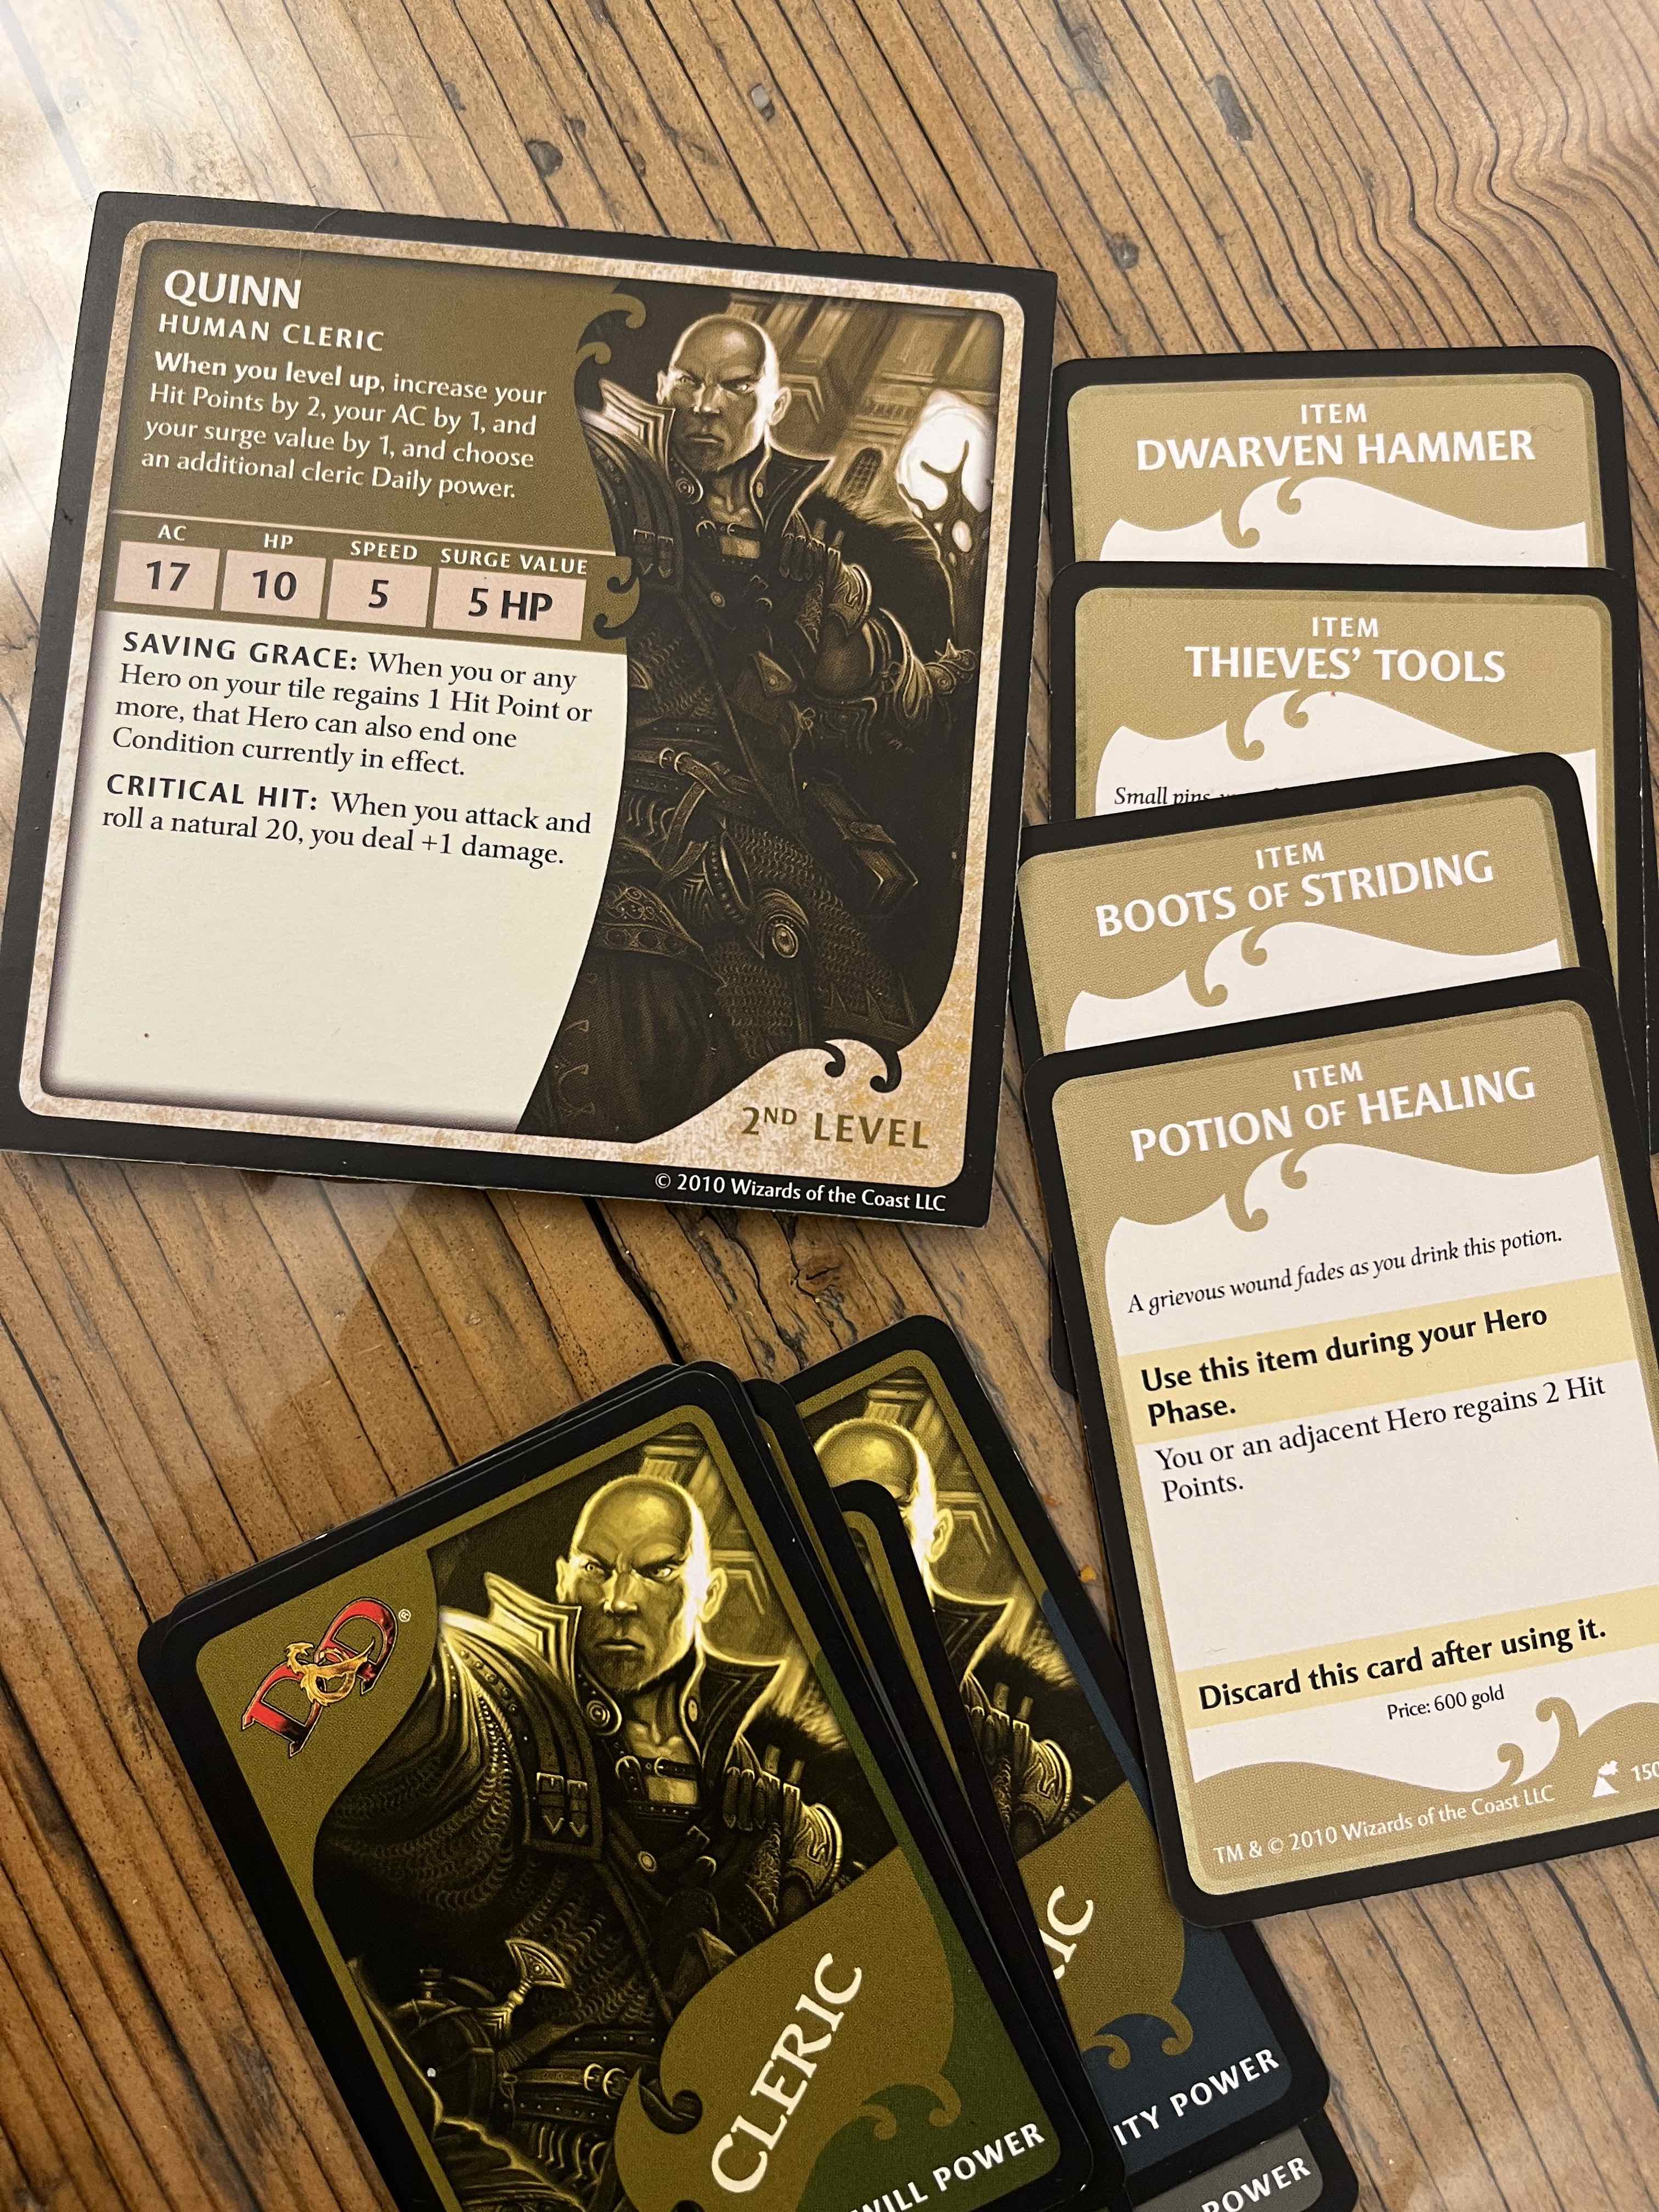 QUINN
HUMAN CLERIC
When you level up, increase your
Hit Points by 2, your AC by 1, and
your surge value by 1, and choose
an additional cleric Daily power.
AC HP SPEED SURGE VALUE
17 10 5 5 HP
SAVING GRACE: When you or any
Hero on your tile regains 1 Hit Point or
more, that Hero can also end one
Condition currently in effect.
CRITICAL HIT: When you attack and
roll a natural 20, you deal +1 damage.
2ND LEVEL
© 2010 Wizards of the Coast LLC
ITEM
DWARVEN HAMMER
ITEM
THIEVES' TOOLS
Small pins
ITEM
BOOTS OF STRIDING
ITEM
POTION OF HEALING
A grievous wound fades as you drink this potion.
Use this item during your Hero
Phase.
You or an adjacent Hero regains 2 Hit
Points.
Discard this card after using it.
Price: 600 gold
TM & © 2010 Wizards of the Coast LLC
150
D&D®
CLERIC
WILL POWER
IC
ITY POWER
POWER